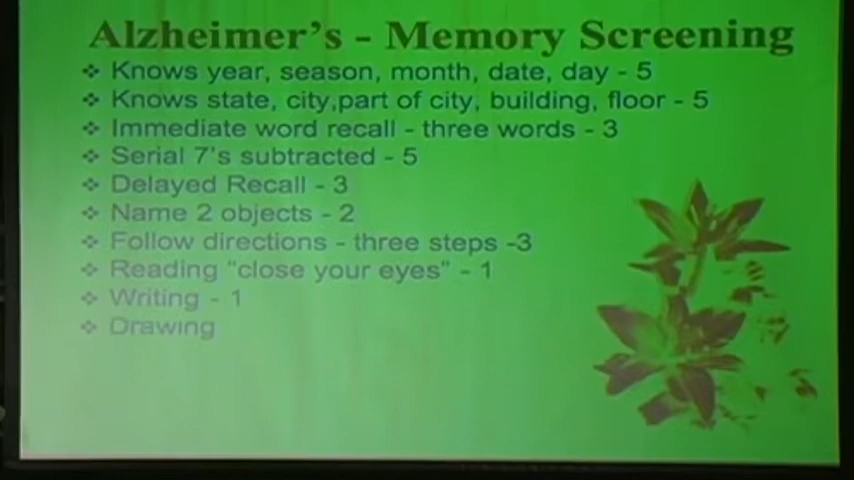 Alzheimer's - Memory Screening
❖ Knows year, season, month, date, day - 5
❖ Knows state, city,part of city, building, floor - 5
❖ Immediate word recall - three words - 3
❖ Serial 7's subtracted - 5
❖ Delayed Recall - 3
❖ Name 2 objects - 2
❖ Follow directions - three steps -3
❖ Reading "close your eyes" - 1
❖ Writing - 1
❖ Drawing